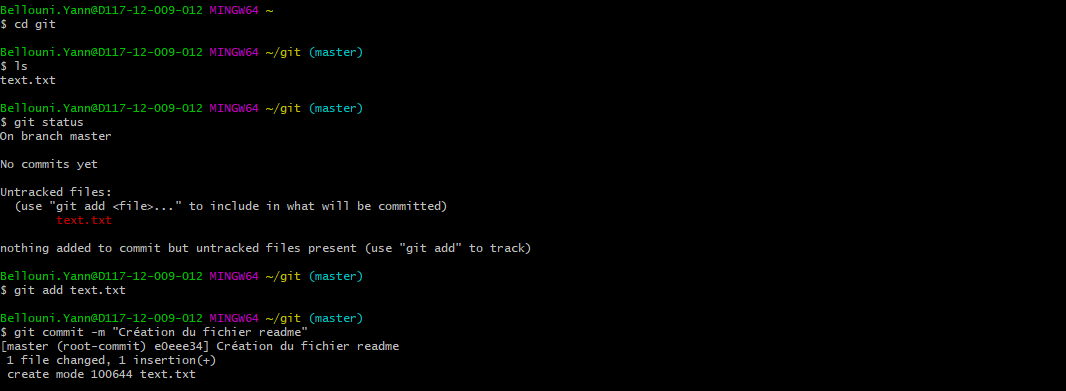 Bellouni.Yann@D117-12-009-012 MINGW64 ~
$ cd git
Bellouni.Yann@D117-12-009-012 MINGW64 ~/git (master)
$ ls
text.txt
Bellouni.Yann@D117-12-009-012 MINGW64 ~/git (master)
$ git status
On branch master
No commits yet
Untracked files:
  (use "git add <file>..." to include in what will be committed)
        text.txt
nothing added to commit but untracked files present (use "git add" to track)
Bellouni.Yann@D117-12-009-012 MINGW64 ~/git (master)
$ git add text.txt
Bellouni.Yann@D117-12-009-012 MINGW64 ~/git (master)
$ git commit -m "Création du fichier readme"
[master (root-commit) e0eee34] Création du fichier readme
 1 file changed, 1 insertion(+)
 create mode 100644 text.txt